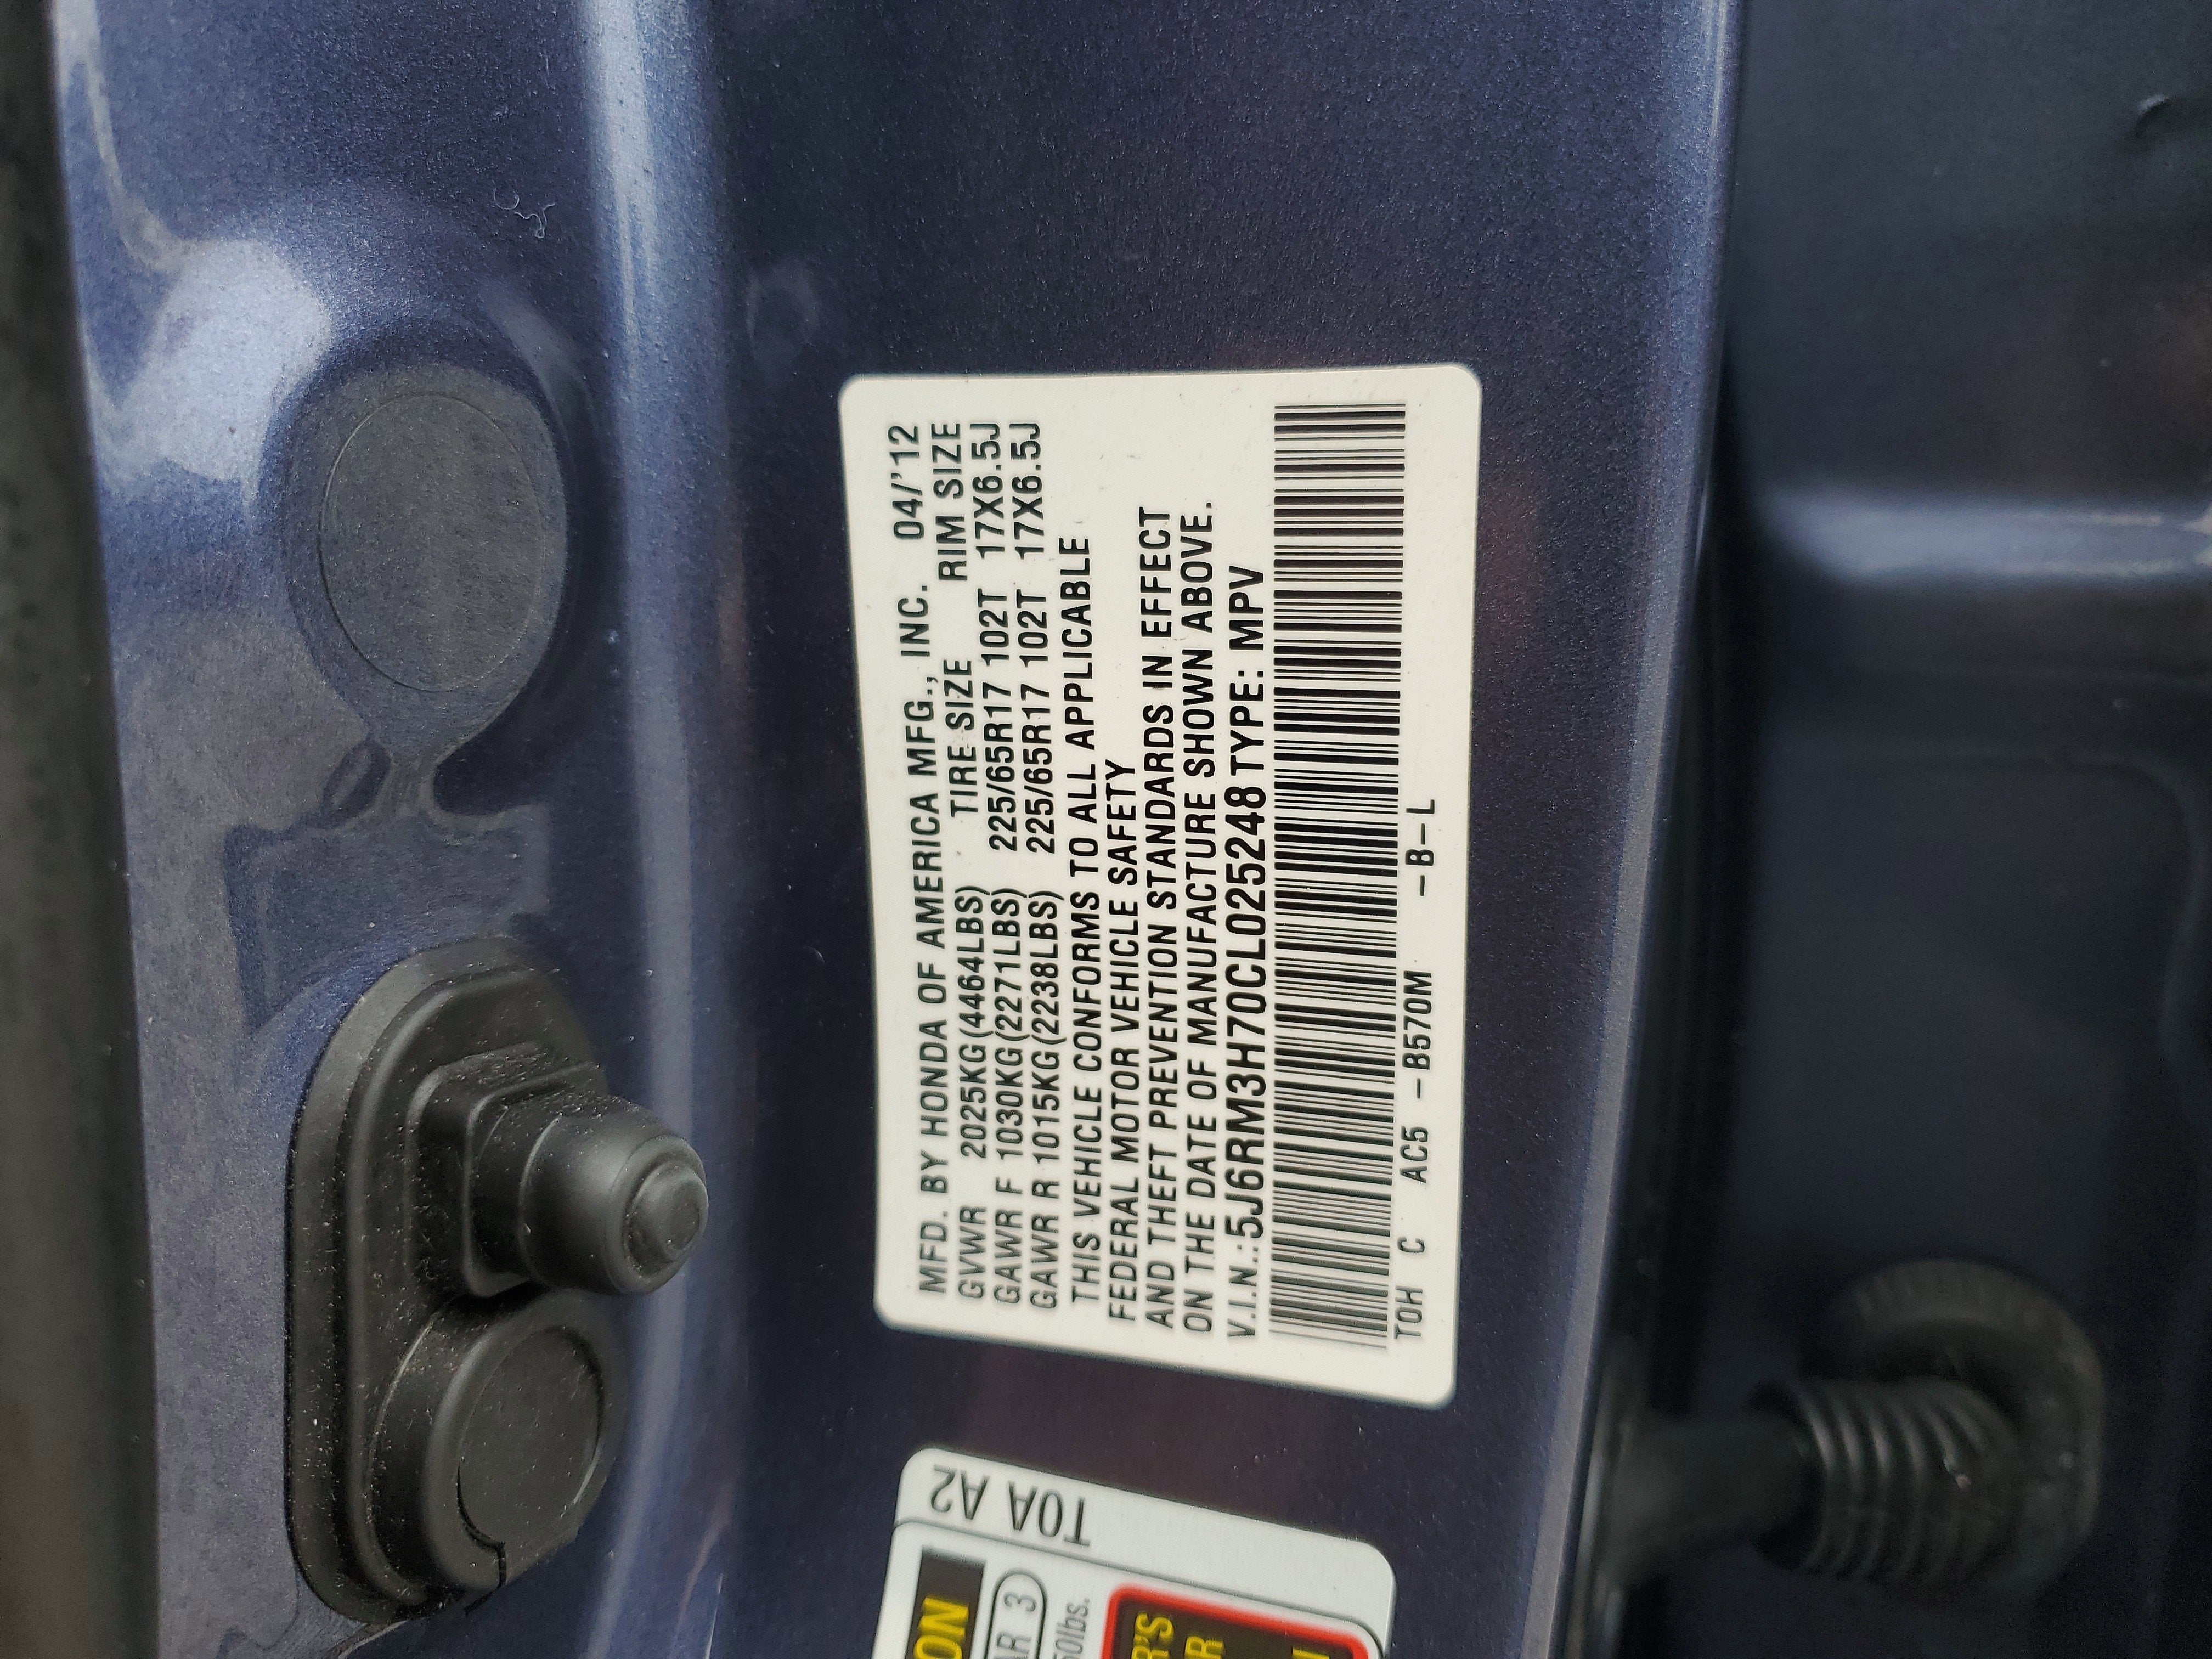 MFD. BY HONDA OF AMERICA MFG., INC. 04/'12
GVWR 2025KG(4464LBS) TIRE SIZE RIM SIZE
GAWR F 1030KG(2271LBS) 225/65R17 102T 17X6.5J
GAWR R 1015KG(2238LBS) 225/65R17 102T 17X6.5J
THIS VEHICLE CONFORMS TO ALL APPLICABLE
FEDERAL MOTOR VEHICLE SAFETY
AND THEFT PREVENTION STANDARDS IN EFFECT
ON THE DATE OF MANUFACTURE SHOWN ABOVE.
V.I.N.:5J6RM3H70CL025248 TYPE: MPV
TOH C AC5 -B570M -B-L
T0A A2
3